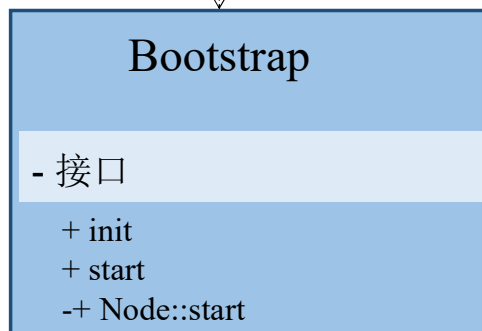 Bootstrap
- 接口
+ init
+ start
-+ Node::start